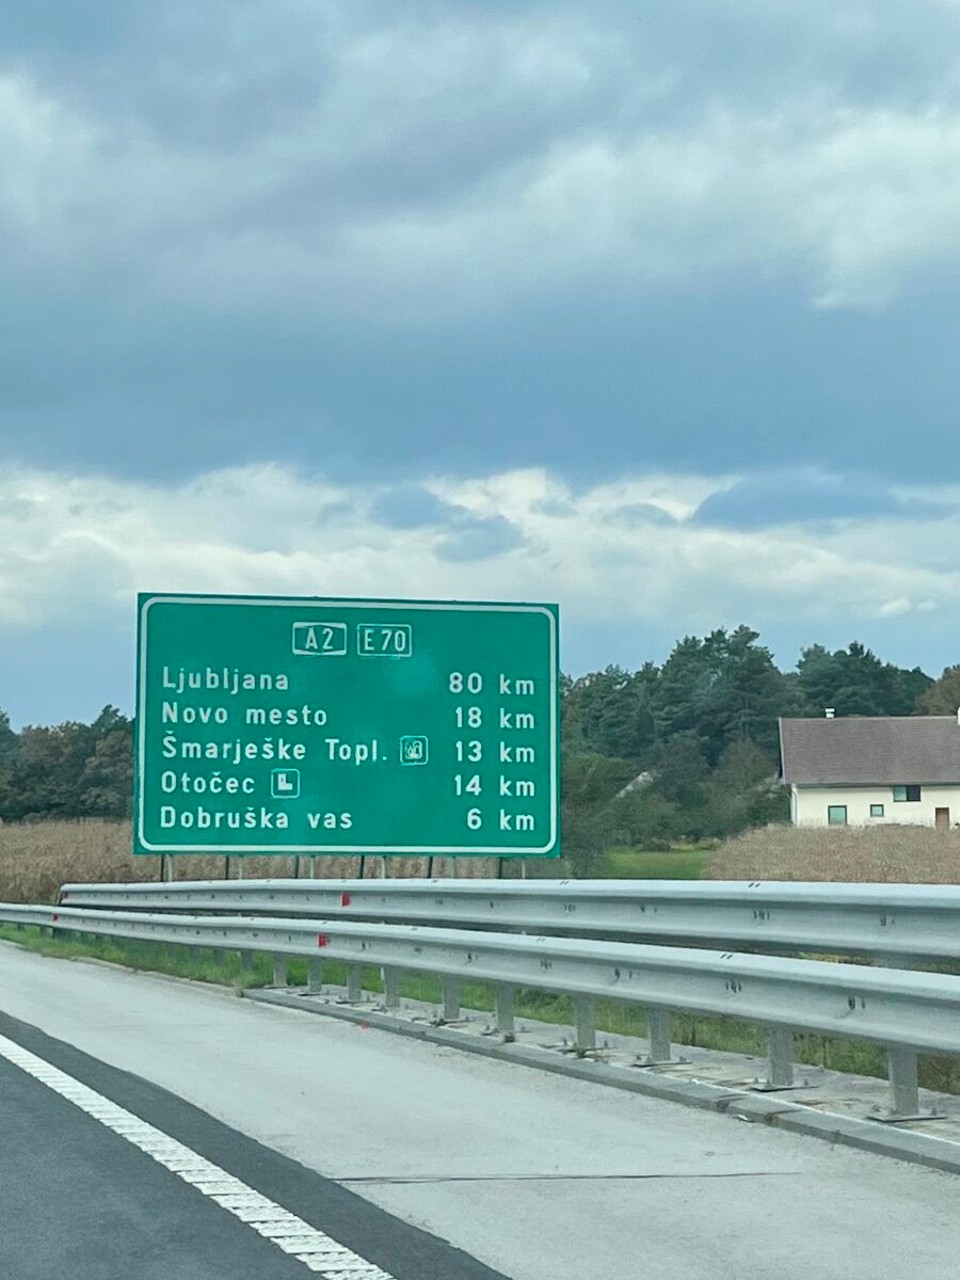 A2 E70
Ljubljana 80 km
Novo mesto 18 km
Šmarješke Topl. 13 km
Otočec 14 km
Dobruška vas 6 km